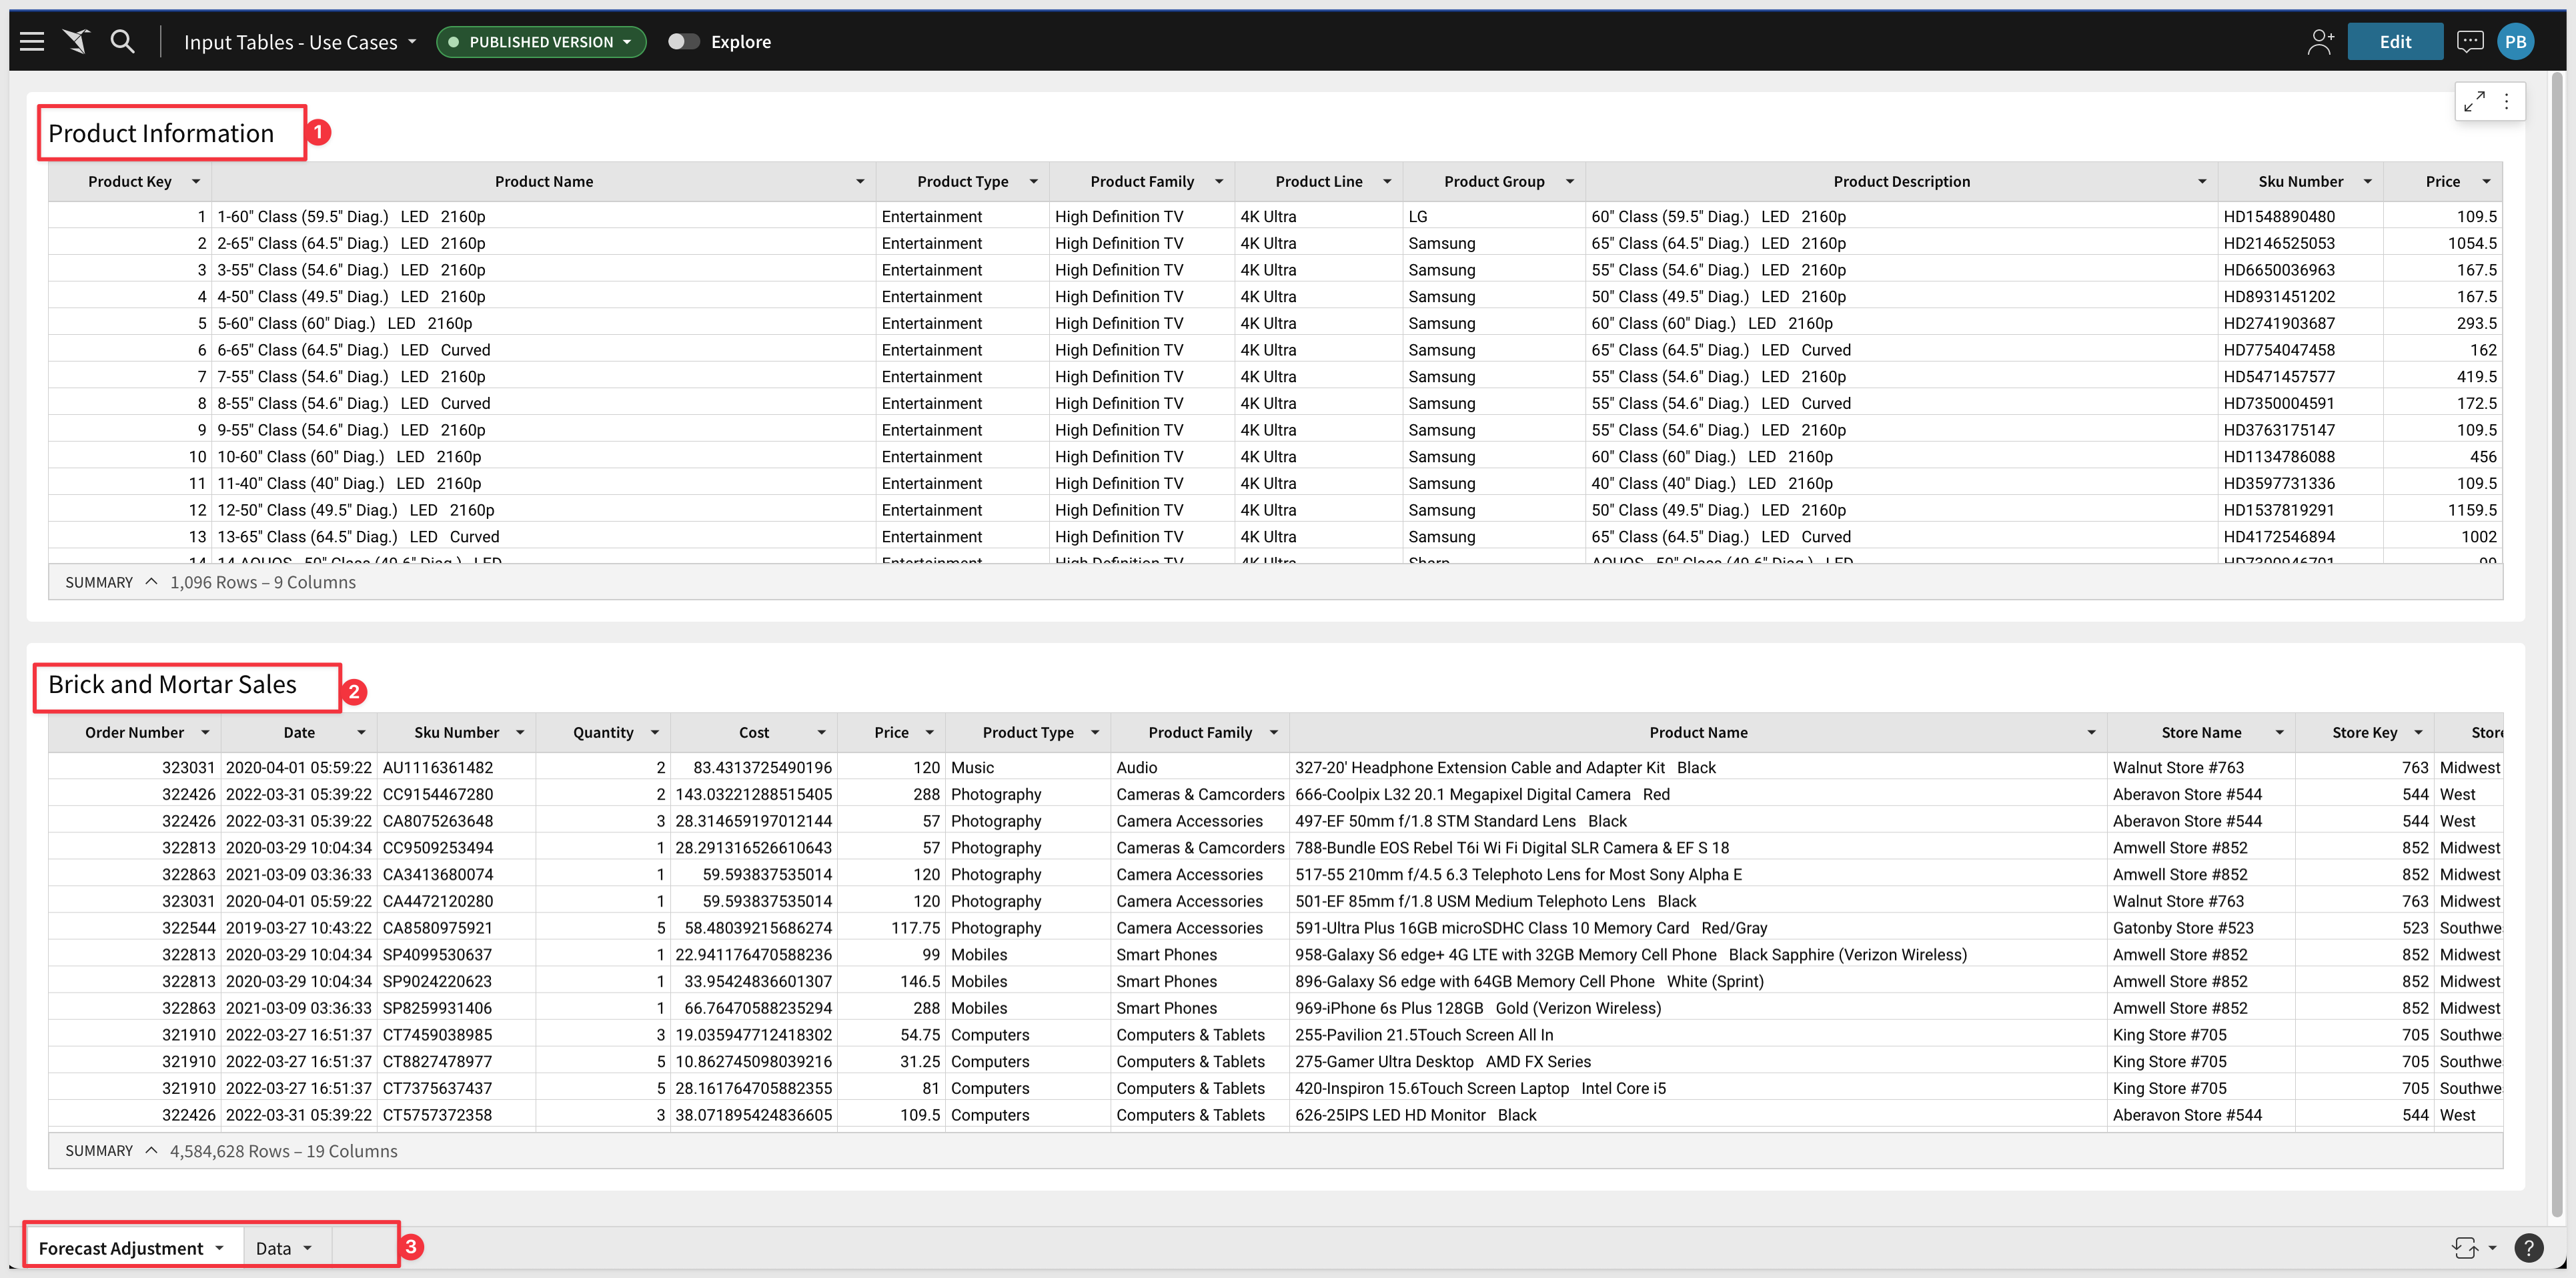 Input Tables - Use Cases PUBLISHED VERSION Explore Edit PB
Product Information 1
Product Key Product Name Product Type Product Family Product Line Product Group Product Description Sku Number Price
1 1-60" Class (59.5" Diag.) LED 2160p Entertainment High Definition TV 4K Ultra LG 60" Class (59.5" Diag.) LED 2160p HD1548890480 109.5
2 2-65" Class (64.5" Diag.) LED 2160p Entertainment High Definition TV 4K Ultra Samsung 65" Class (64.5" Diag.) LED 2160p HD2146525053 1054.5
3 3-55" Class (54.6" Diag.) LED 2160p Entertainment High Definition TV 4K Ultra Samsung 55" Class (54.6" Diag.) LED 2160p HD6650036963 167.5
4 4-50" Class (49.5" Diag.) LED 2160p Entertainment High Definition TV 4K Ultra Samsung 50" Class (49.5" Diag.) LED 2160p HD8931451202 167.5
5 5-60" Class (60" Diag.) LED 2160p Entertainment High Definition TV 4K Ultra Samsung 60" Class (60" Diag.) LED 2160p HD2741903687 293.5
6 6-65" Class (64.5" Diag.) LED Curved Entertainment High Definition TV 4K Ultra Samsung 65" Class (64.5" Diag.) LED Curved HD7754047458 162
7 7-55" Class (54.6" Diag.) LED 2160p Entertainment High Definition TV 4K Ultra Samsung 55" Class (54.6" Diag.) LED 2160p HD5471457577 419.5
8 8-55" Class (54.6" Diag.) LED Curved Entertainment High Definition TV 4K Ultra Samsung 55" Class (54.6" Diag.) LED Curved HD7350004591 172.5
9 9-55" Class (54.6" Diag.) LED 2160p Entertainment High Definition TV 4K Ultra Samsung 55" Class (54.6" Diag.) LED 2160p HD3763175147 109.5
10 10-60" Class (60" Diag.) LED 2160p Entertainment High Definition TV 4K Ultra Samsung 60" Class (60" Diag.) LED 2160p HD1134786088 456
11 11-40" Class (40" Diag.) LED 2160p Entertainment High Definition TV 4K Ultra Samsung 40" Class (40" Diag.) LED 2160p HD3597731336 109.5
12 12-50" Class (49.5" Diag.) LED 2160p Entertainment High Definition TV 4K Ultra Samsung 50" Class (49.5" Diag.) LED 2160p HD1537819291 1159.5
13 13-65" Class (64.5" Diag.) LED Curved Entertainment High Definition TV 4K Ultra Samsung 65" Class (64.5" Diag.) LED Curved HD4172546894 1002
SUMMARY 1,096 Rows – 9 Columns
Brick and Mortar Sales 2
Order Number Date Sku Number Quantity Cost Price Product Type Product Family Product Name Store Name Store Key Store
323031 2020-04-01 05:59:22 AU1116361482 2 83.4313725490196 120 Music Audio 327-20' Headphone Extension Cable and Adapter Kit Black Walnut Store #763 763 Midwest
322426 2022-03-31 05:39:22 CC9154467280 2 143.03221288515405 288 Photography Cameras & Camcorders 666-Coolpix L32 20.1 Megapixel Digital Camera Red Aberavon Store #544 544 West
322426 2022-03-31 05:39:22 CA8075263648 3 28.314659197012144 57 Photography Camera Accessories 497-EF 50mm f/1.8 STM Standard Lens Black Aberavon Store #544 544 West
322813 2020-03-29 10:04:34 CC9509253494 1 28.291316526610643 57 Photography Cameras & Camcorders 788-Bundle EOS Rebel T6i Wi Fi Digital SLR Camera & EF S 18 Amwell Store #852 852 Midwest
322863 2021-03-09 03:36:33 CA3413680074 1 59.593837535014 120 Photography Camera Accessories 517-55 210mm f/4.5 6.3 Telephoto Lens for Most Sony Alpha E Amwell Store #852 852 Midwest
323031 2020-04-01 05:59:22 CA4472120280 1 59.593837535014 120 Photography Camera Accessories 501-EF 85mm f/1.8 USM Medium Telephoto Lens Black Walnut Store #763 763 Midwest
322544 2019-03-27 10:43:22 CA8580975921 5 58.48039215686274 117.75 Photography Camera Accessories 591-Ultra Plus 16GB microSDHC Class 10 Memory Card Red/Gray Gatonby Store #523 523 Southwe
322813 2020-03-29 10:04:34 SP4099530637 1 22.941176470588236 99 Mobiles Smart Phones 958-Galaxy S6 edge+ 4G LTE with 32GB Memory Cell Phone Black Sapphire (Verizon Wireless) Amwell Store #852 852 Midwest
322813 2020-03-29 10:04:34 SP9024220623 1 33.95424836601307 146.5 Mobiles Smart Phones 896-Galaxy S6 edge with 64GB Memory Cell Phone White (Sprint) Amwell Store #852 852 Midwest
322863 2021-03-09 03:36:33 SP8259931406 1 66.76470588235294 288 Mobiles Smart Phones 969-iPhone 6s Plus 128GB Gold (Verizon Wireless) Amwell Store #852 852 Midwest
321910 2022-03-27 16:51:37 CT7459038985 3 19.035947712418302 54.75 Computers Computers & Tablets 255-Pavilion 21.5Touch Screen All In King Store #705 705 Southwe
321910 2022-03-27 16:51:37 CT8827478977 5 10.862745098039216 31.25 Computers Computers & Tablets 275-Gamer Ultra Desktop AMD FX Series King Store #705 705 Southwe
321910 2022-03-27 16:51:37 CT7375637437 5 28.161764705882355 81 Computers Computers & Tablets 420-Inspiron 15.6Touch Screen Laptop Intel Core i5 King Store #705 705 Southwe
322426 2022-03-31 05:39:22 CT5757372358 3 38.071895424836605 109.5 Computers Computers & Tablets 626-25IPS LED HD Monitor Black Aberavon Store #544 544 West
SUMMARY 4,584,628 Rows – 19 Columns
Forecast Adjustment Data 3 ?